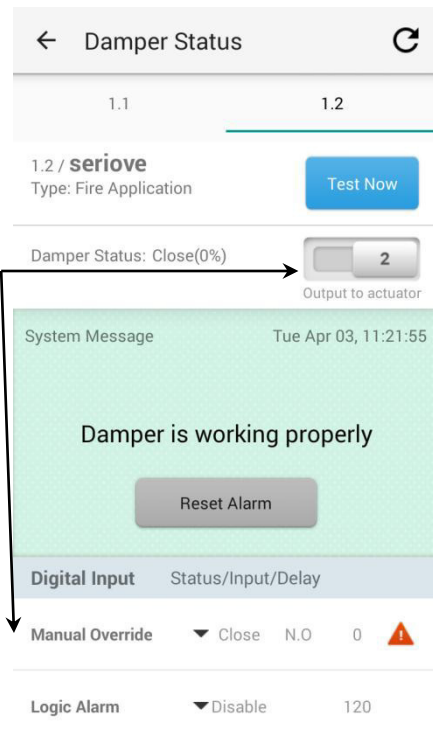 Damper Status
1.1 1.2
1.2 / seriove
Type: Fire Application
Test Now
Damper Status: Close(0%)
2
Output to actuator
System Message Tue Apr 03, 11:21:55
Damper is working properly
Reset Alarm
Digital Input Status/Input/Delay
Manual Override Close N.O 0
Logic Alarm Disable 120